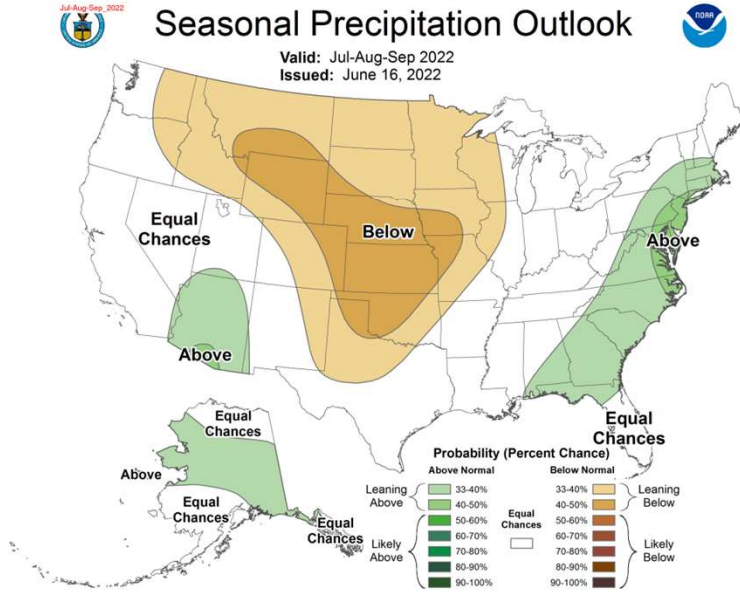 Jul-Aug-Sep_2022
Seasonal Precipitation Outlook
NOAA
Valid: Jul-Aug-Sep 2022
Issued: June 16, 2022
Equal
Chances
Below
Above
Above
Equal
Chances
Equal
Chances
Above
Equal
Chances
Equal
Chances
Probability (Percent Chance)
Above Normal
Below Normal
Leaning
Above
33-40%
40-50%
Likely
Above
50-60%
60-70%
70-80%
80-90%
90-100%
Equal
Chances
33-40%
40-50%
Leaning
Below
50-60%
60-70%
70-80%
80-90%
90-100%
Likely
Below